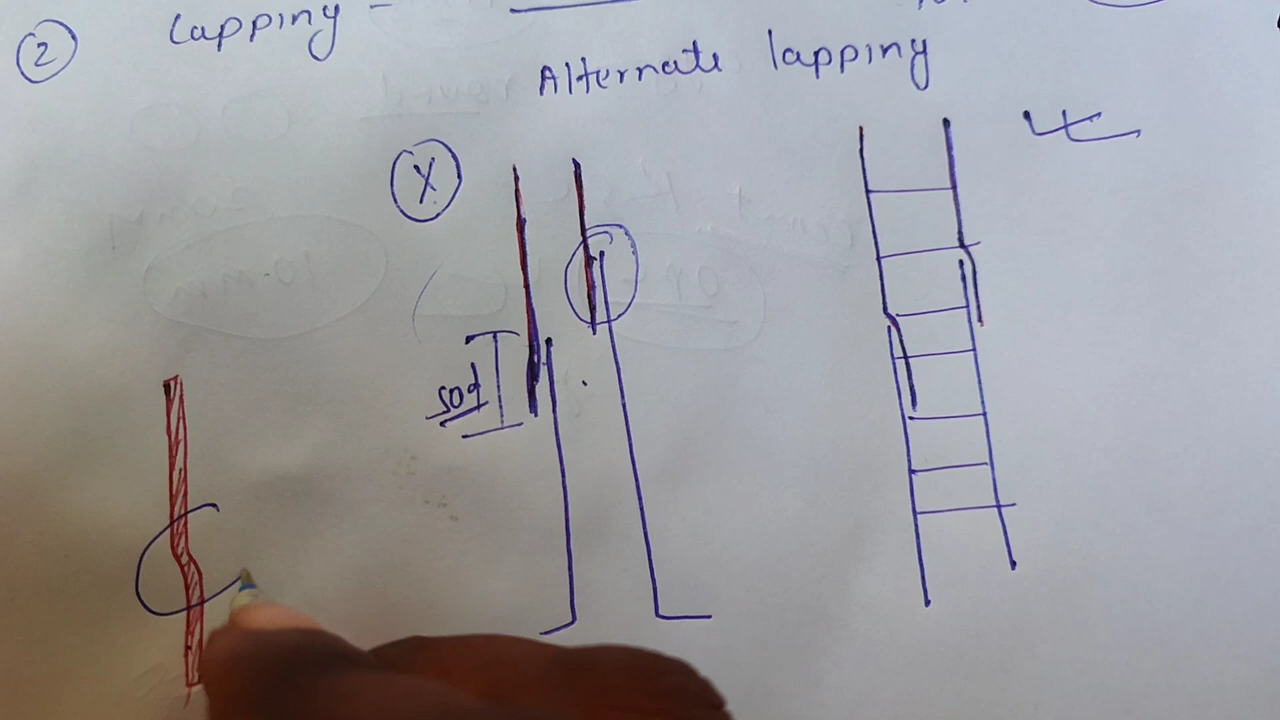 ② Lapping -
Alternate lapping
X
50d